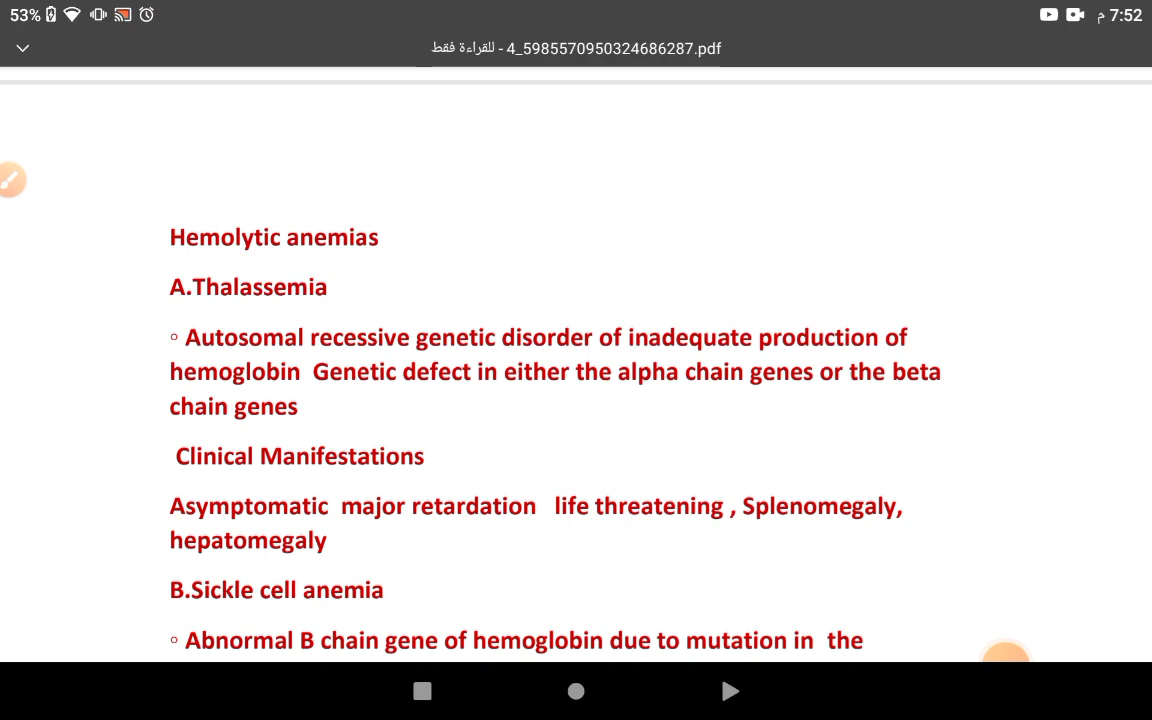 53% م 7:52
4_5985570950324686287.pdf - للقراءة فقط
Hemolytic anemias
A.Thalassemia
◦ Autosomal recessive genetic disorder of inadequate production of
hemoglobin  Genetic defect in either the alpha chain genes or the beta
chain genes
Clinical Manifestations
Asymptomatic  major retardation   life threatening , Splenomegaly,
hepatomegaly
B.Sickle cell anemia
◦ Abnormal B chain gene of hemoglobin due to mutation in  the